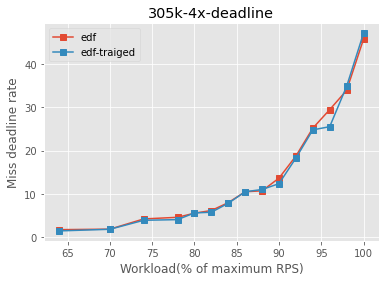 305k-4x-deadline
edf
edf-traiged
Miss deadline rate
40
30
20
10
0
65 70 75 80 85 90 95 100
Workload(% of maximum RPS)